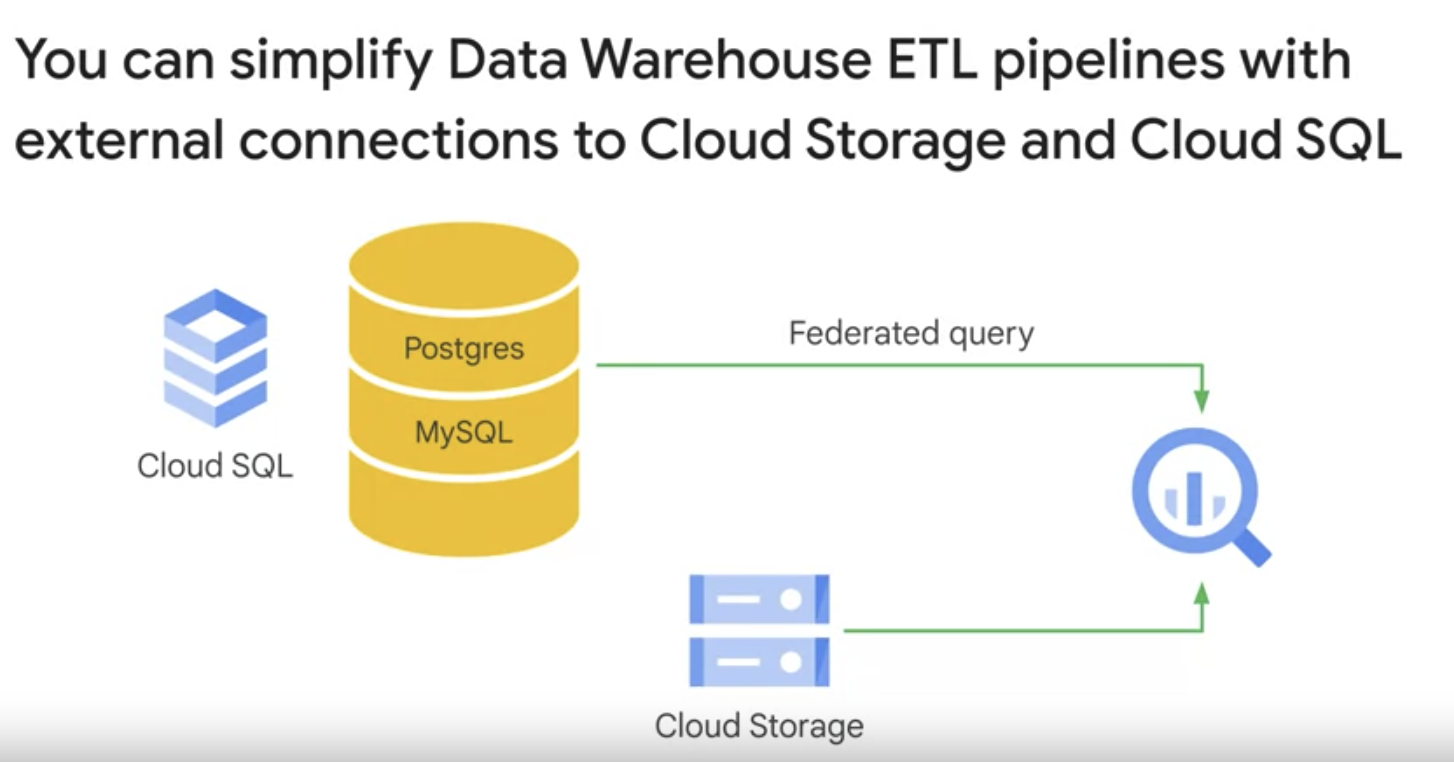 You can simplify Data Warehouse ETL pipelines with
external connections to Cloud Storage and Cloud SQL
Postgres
MySQL
Cloud SQL
Federated query
Cloud Storage